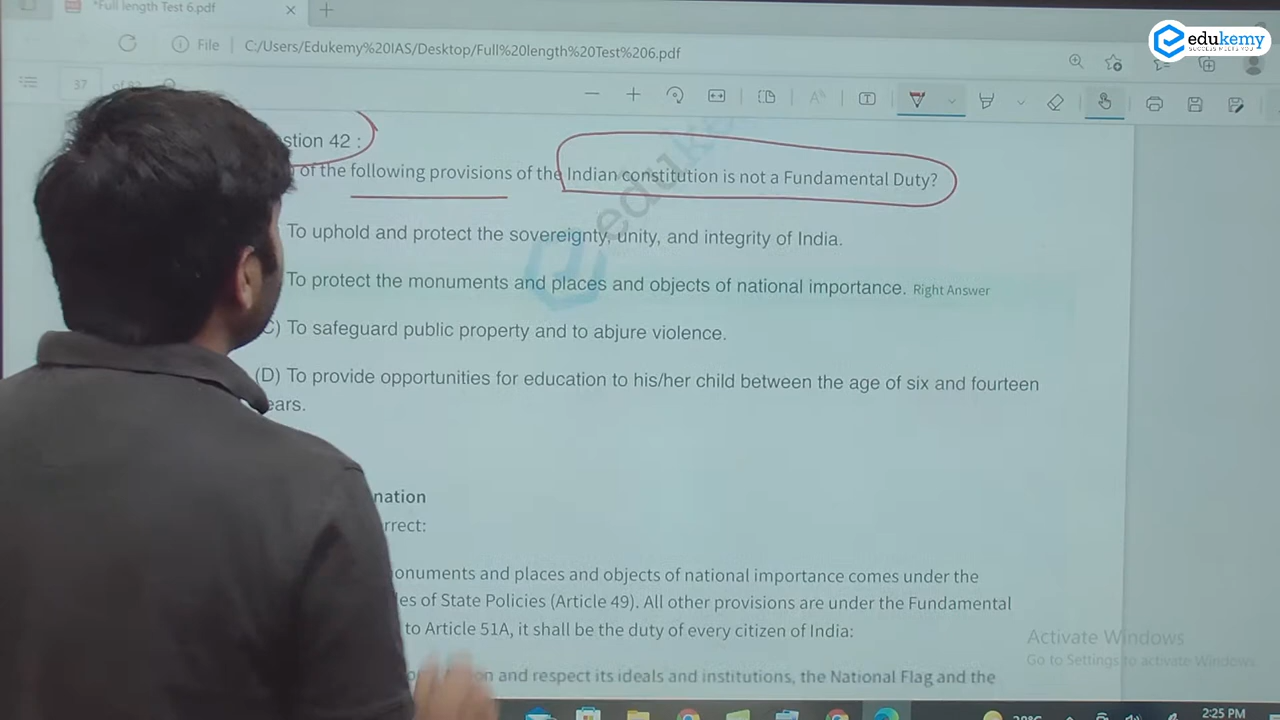 *Full length Test 6.pdf
edukemy
SUCCESS MEETS YOU
File
C:/Users/Edukemy%20IAS/Desktop/Full%20length%20Test%206.pdf
37
stion 42 :
of the following provisions of the Indian constitution is not a Fundamental Duty?
To uphold and protect the sovereignty, unity, and integrity of India.
To protect the monuments and places and objects of national importance. Right Answer
C) To safeguard public property and to abjure violence.
(D) To provide opportunities for education to his/her child between the age of six and fourteen
ears.
nation
rrect:
onuments and places and objects of national importance comes under the
les of State Policies (Article 49). All other provisions are under the Fundamental
to Article 51A, it shall be the duty of every citizen of India:
Activate Windows
Go to Settings to activate Windows.
n and respect its ideals and institutions, the National Flag and the
2:25 PM